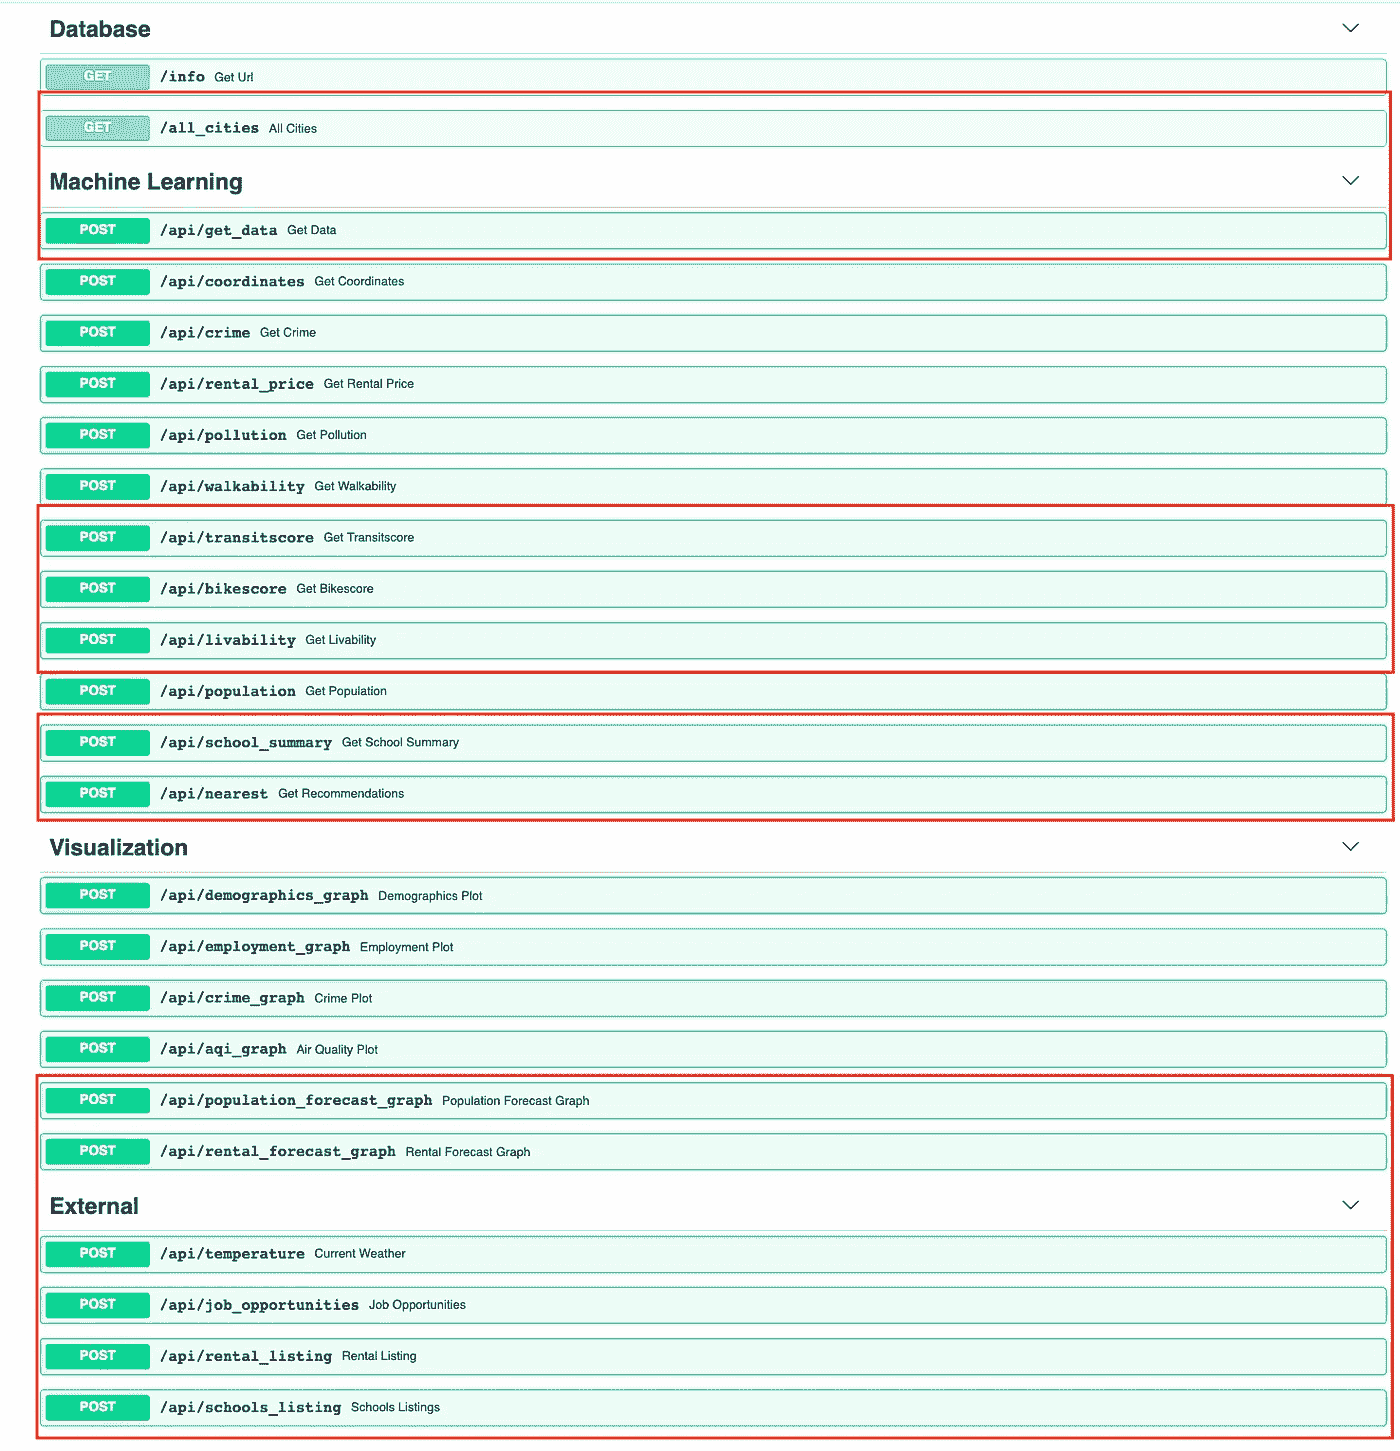 Database
GET /info Get Url
GET /all_cities All Cities
Machine Learning
POST /api/get_data Get Data
POST /api/coordinates Get Coordinates
POST /api/crime Get Crime
POST /api/rental_price Get Rental Price
POST /api/pollution Get Pollution
POST /api/walkability Get Walkability
POST /api/transitscore Get Transitscore
POST /api/bikescore Get Bikescore
POST /api/livability Get Livability
POST /api/population Get Population
POST /api/school_summary Get School Summary
POST /api/nearest Get Recommendations
Visualization
POST /api/demographics_graph Demographics Plot
POST /api/employment_graph Employment Plot
POST /api/crime_graph Crime Plot
POST /api/aqi_graph Air Quality Plot
POST /api/population_forecast_graph Population Forecast Graph
POST /api/rental_forecast_graph Rental Forecast Graph
External
POST /api/temperature Current Weather
POST /api/job_opportunities Job Opportunities
POST /api/rental_listing Rental Listing
POST /api/schools_listing Schools Listings